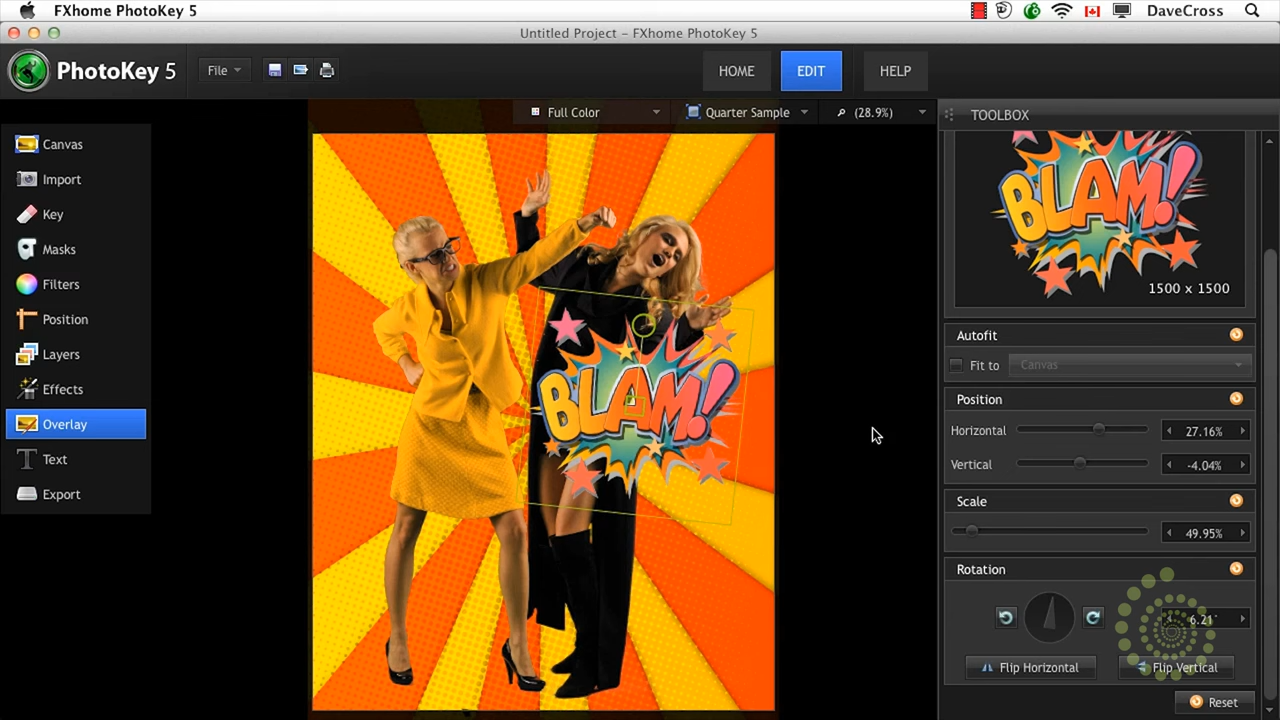 FXhome PhotoKey 5
DaveCross
Untitled Project – FXhome PhotoKey 5
PhotoKey 5
File
HOME
EDIT
HELP
Full Color
Quarter Sample
(28.9%)
TOOLBOX
Canvas
Import
Key
Masks
Filters
Position
Layers
Effects
Overlay
Text
Export
BLAM!
BLAM!
1500 x 1500
Autofit
Fit to
Canvas
Position
Horizontal
27.16%
Vertical
-4.04%
Scale
49.95%
Rotation
6.21°
Flip Horizontal
Flip Vertical
Reset